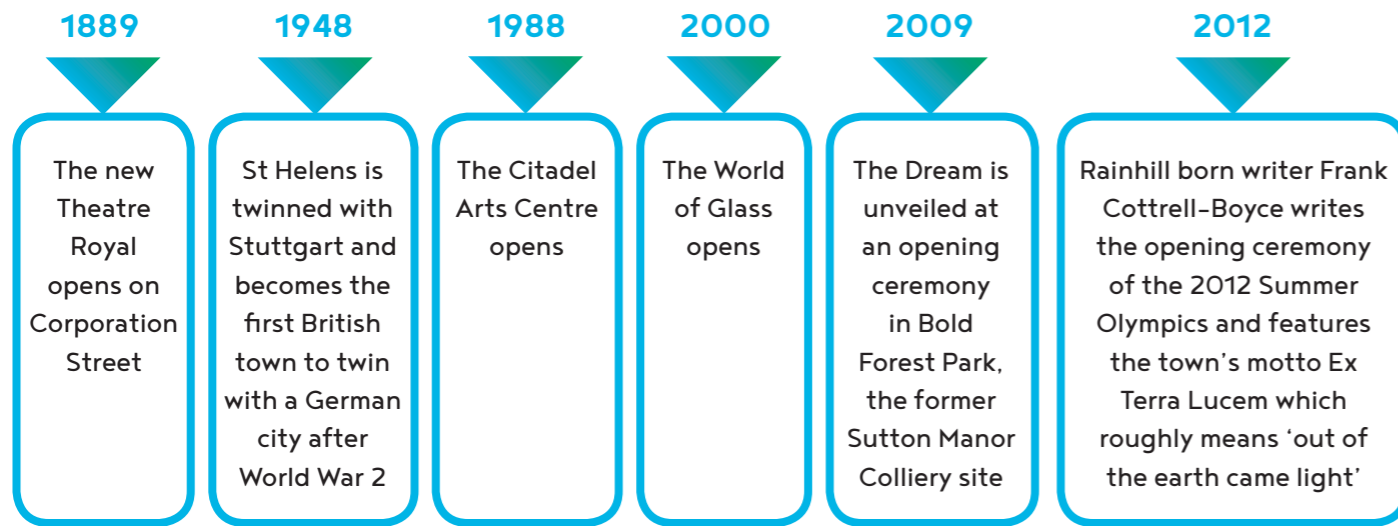 1889
The new
Theatre
Royal
opens on
Corporation
Street
1948
St Helens is
twinned with
Stuttgart and
becomes the
first British
town to twin
with a German
city after
World War 2
1988
The Citadel
Arts Centre
opens
2000
The World
of Glass
opens
2009
The Dream is
unveiled at
an opening
ceremony
in Bold
Forest Park,
the former
Sutton Manor
Colliery site
2012
Rainhill born writer Frank
Cottrell-Boyce writes
the opening ceremony
of the 2012 Summer
Olympics and features
the town's motto Ex
Terra Lucem which
roughly means ‘out of
the earth came light’